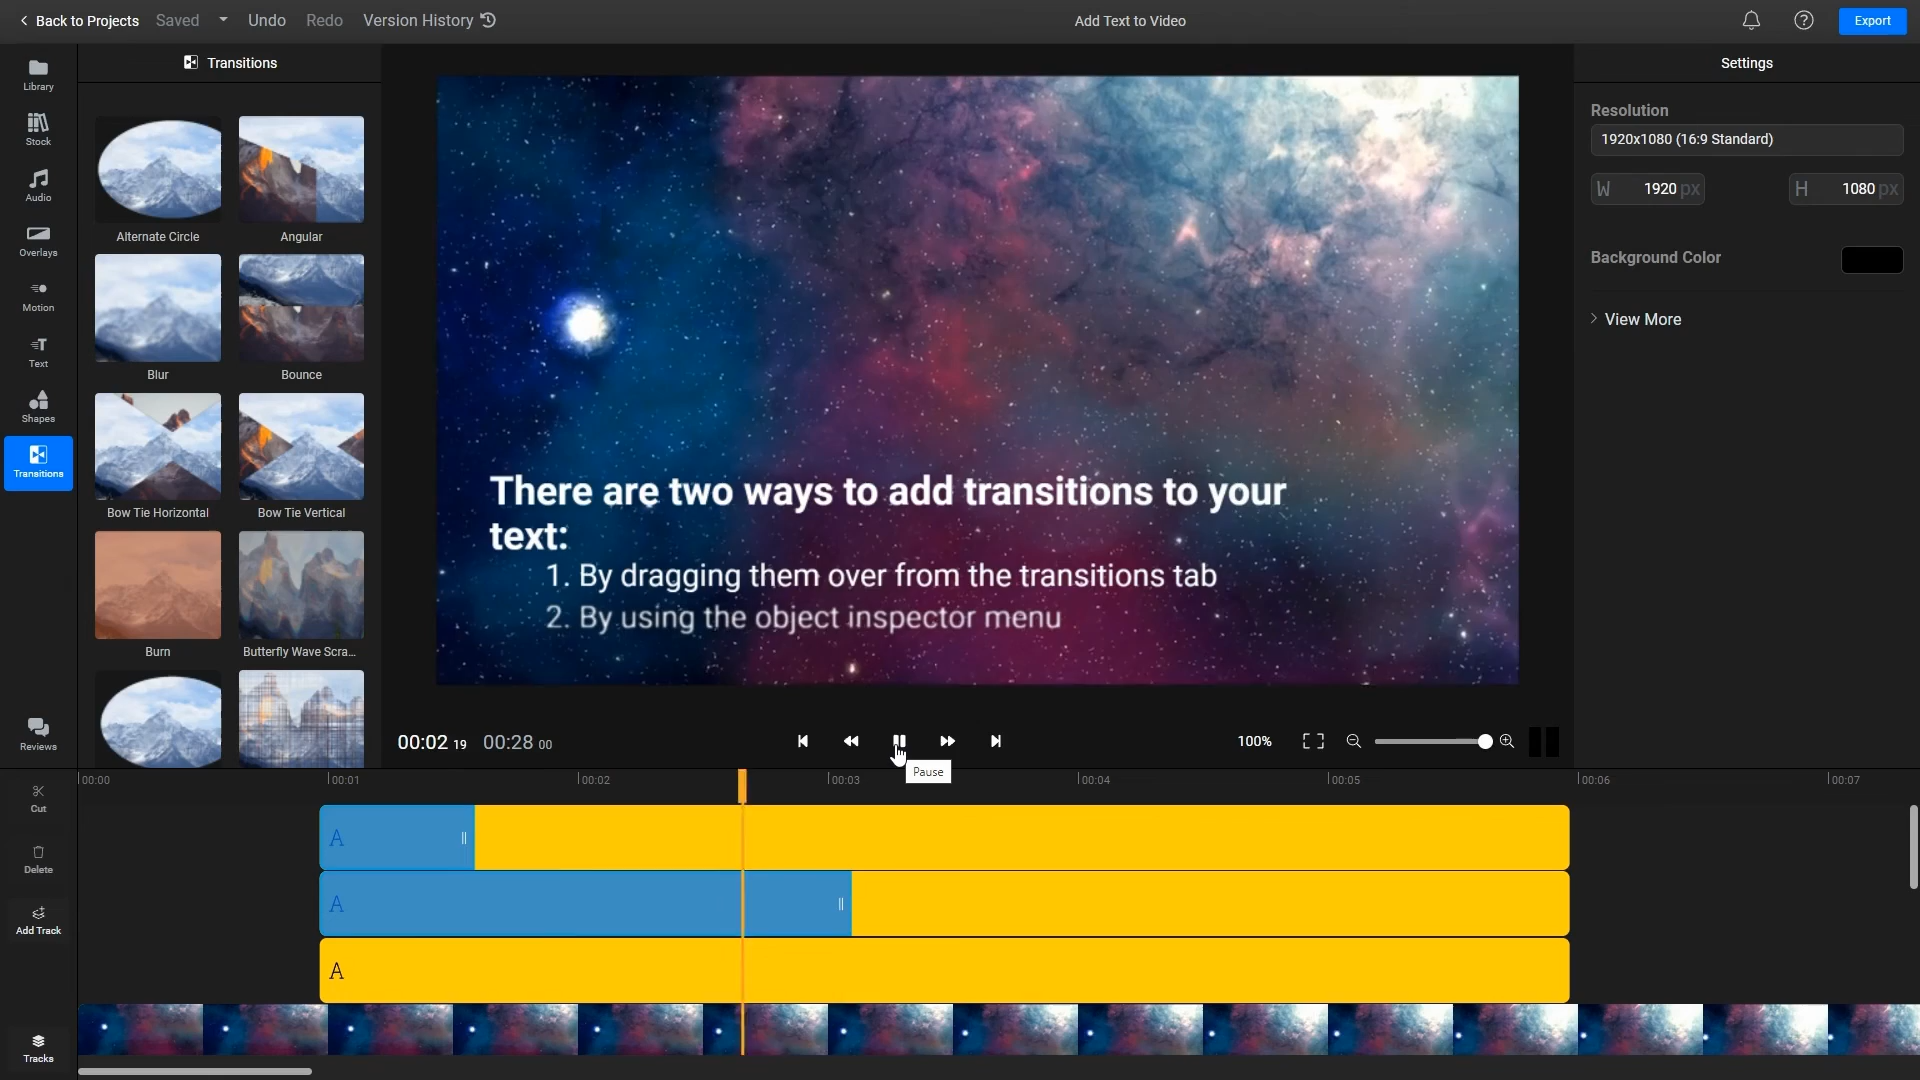 Back to Projects Saved Undo Redo Version History
Add Text to Video
Export
Transitions
Settings
Library
Stock
Audio
Overlays
Motion
Text
Shapes
Transitions
Reviews
Alternate Circle Angular
Blur Bounce
Bow Tie Horizontal Bow Tie Vertical
Burn Butterfly Wave Scra...
There are two ways to add transitions to your
text:
1. By dragging them over from the transitions tab
2. By using the object inspector menu
Resolution
1920x1080 (16:9 Standard)
W 1920 px H 1080 px
Background Color
View More
00:02 19 00:28 00
100%
Pause
00:00 00:01 00:02 00:03 00:04 00:05 00:06 00:07
Cut
Delete
Add Track
Tracks
A
A
A